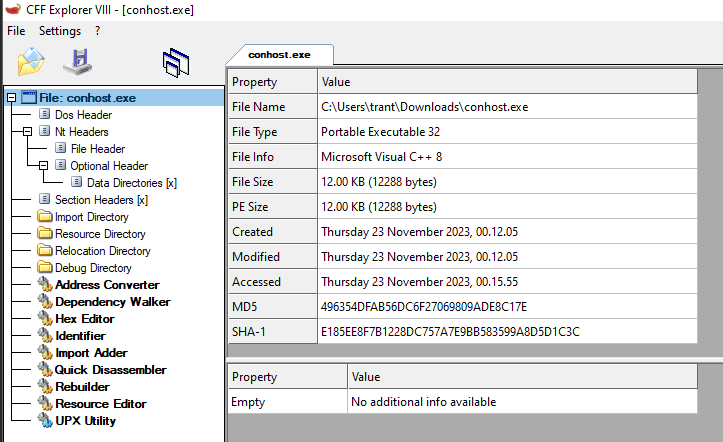 CFF Explorer VIII - [conhost.exe]
File Settings ?
conhost.exe
File: conhost.exe
Dos Header
Nt Headers
File Header
Optional Header
Data Directories [x]
Section Headers [x]
Import Directory
Resource Directory
Relocation Directory
Debug Directory
Address Converter
Dependency Walker
Hex Editor
Identifier
Import Adder
Quick Disassembler
Rebuilder
Resource Editor
UPX Utility
Property Value
File Name C:\Users\trant\Downloads\conhost.exe
File Type Portable Executable 32
File Info Microsoft Visual C++ 8
File Size 12.00 KB (12288 bytes)
PE Size 12.00 KB (12288 bytes)
Created Thursday 23 November 2023, 00.12.05
Modified Thursday 23 November 2023, 00.12.05
Accessed Thursday 23 November 2023, 00.15.55
MD5 496354DFAB56DC6F27069809ADE8C17E
SHA-1 E185EE8F7B1228DC757A7E9BB583599A8D5D1C3C
Property Value
Empty No additional info available